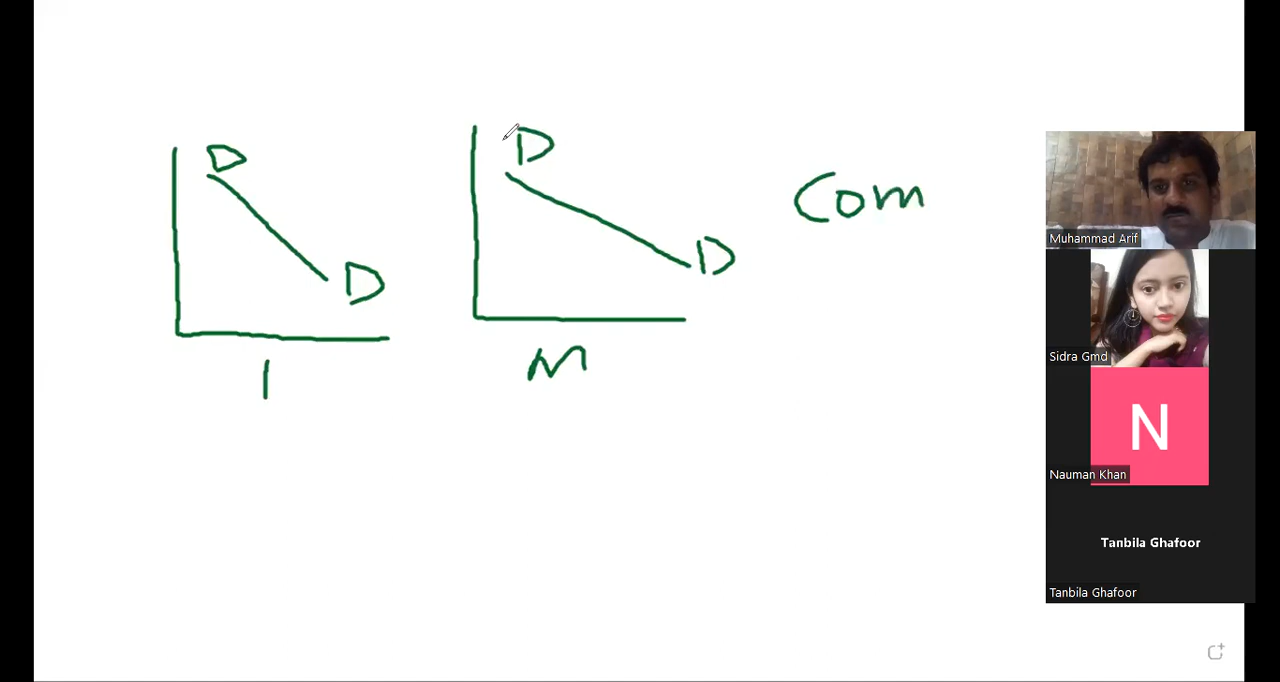 D
D
I
D
D
M
Com
Muhammad Arif
Sidra Gmd
N
Nauman Khan
Tanbila Ghafoor
Tanbila Ghafoor